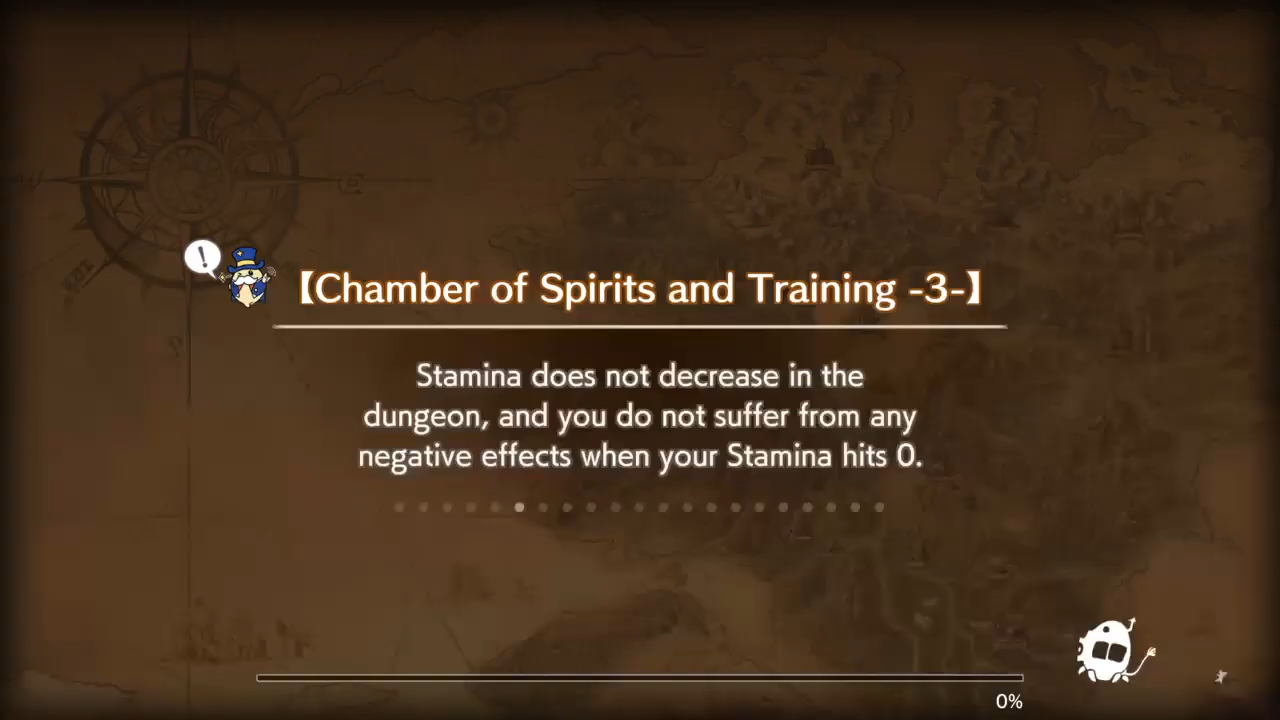 !
【Chamber of Spirits and Training -3-】
Stamina does not decrease in the
dungeon, and you do not suffer from any
negative effects when your Stamina hits 0.
0%